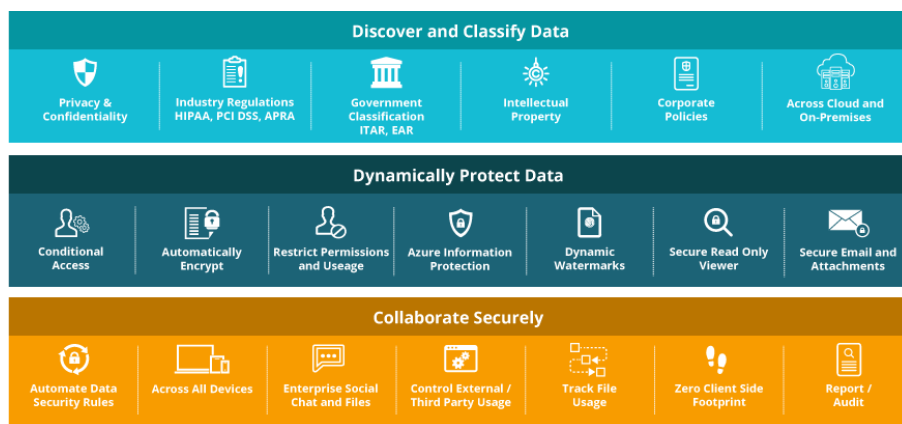 Discover and Classify Data
Privacy &
Confidentiality
Industry Regulations
HIPAA, PCI DSS, APRA
Government
Classification
ITAR, EAR
Intellectual
Property
Corporate
Policies
Across Cloud and
On-Premises
Dynamically Protect Data
Conditional
Access
Automatically
Encrypt
Restrict Permissions
and Useage
Azure Information
Protection
Dynamic
Watermarks
Secure Read Only
Viewer
Secure Email and
Attachments
Collaborate Securely
Automate Data
Security Rules
Across All Devices
Enterprise Social
Chat and Files
Control External /
Third Party Usage
Track File
Usage
Zero Client Side
Footprint
Report /
Audit